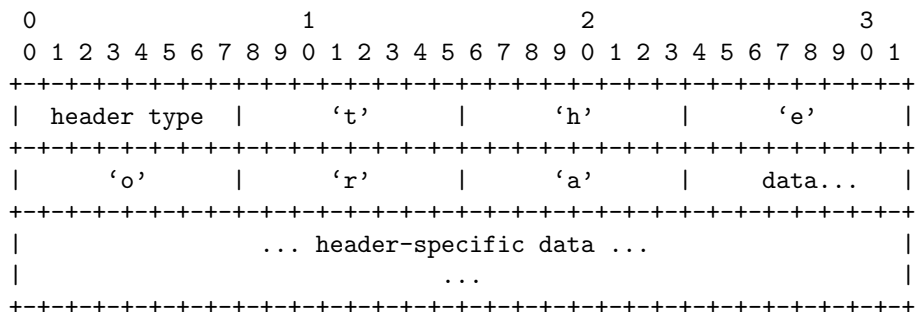 0                   1                   2                   3
0 1 2 3 4 5 6 7 8 9 0 1 2 3 4 5 6 7 8 9 0 1 2 3 4 5 6 7 8 9 0 1
+-+-+-+-+-+-+-+-+-+-+-+-+-+-+-+-+-+-+-+-+-+-+-+-+-+-+-+-+-+-+-+-+
|  header type  |      ‘t’      |      ‘h’      |      ‘e’      |
+-+-+-+-+-+-+-+-+-+-+-+-+-+-+-+-+-+-+-+-+-+-+-+-+-+-+-+-+-+-+-+-+
|      ‘o’      |      ‘r’      |      ‘a’      |    data...    |
+-+-+-+-+-+-+-+-+-+-+-+-+-+-+-+-+-+-+-+-+-+-+-+-+-+-+-+-+-+-+-+-+
|                 ... header-specific data ...                  |
|                              ...                              |
+-+-+-+-+-+-+-+-+-+-+-+-+-+-+-+-+-+-+-+-+-+-+-+-+-+-+-+-+-+-+-+-+